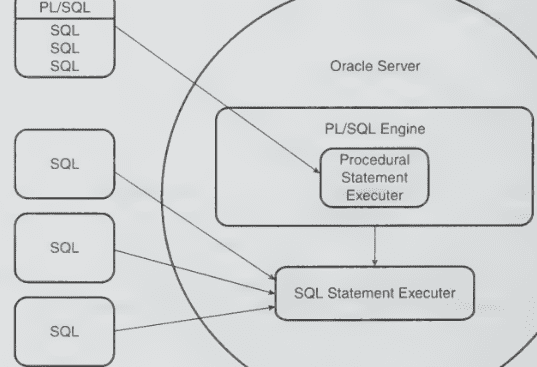 PL/SQL
SQL
SQL
SQL
Oracle Server
PL/SQL Engine
Procedural
Statement
Executer
SQL
SQL
SQL Statement Executer
SQL